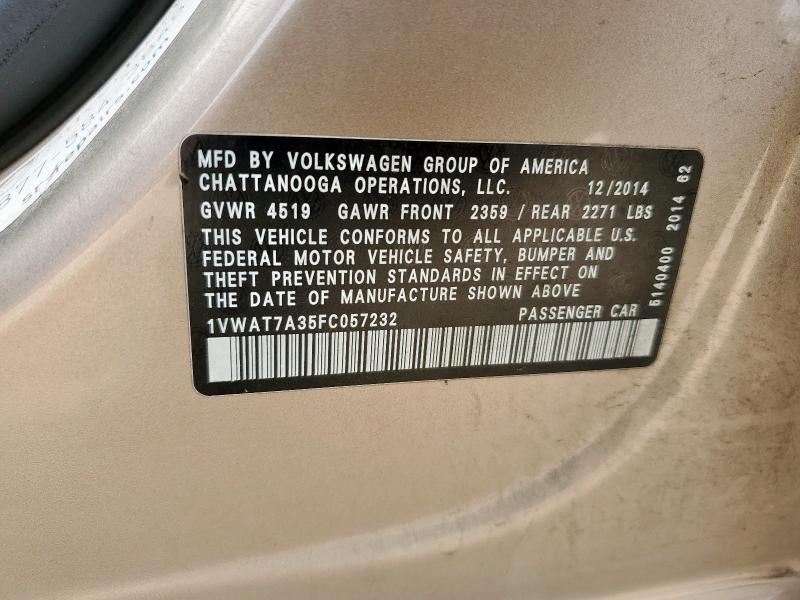 MFD BY VOLKSWAGEN GROUP OF AMERICA
CHATTANOOGA OPERATIONS, LLC. 12/2014
GVWR 4519 GAWR FRONT 2359 / REAR 2271 LBS
THIS VEHICLE CONFORMS TO ALL APPLICABLE U.S.
FEDERAL MOTOR VEHICLE SAFETY, BUMPER AND
THEFT PREVENTION STANDARDS IN EFFECT ON
THE DATE OF MANUFACTURE SHOWN ABOVE
1VWAT7A35FC057232 PASSENGER CAR
5140400 2014 62